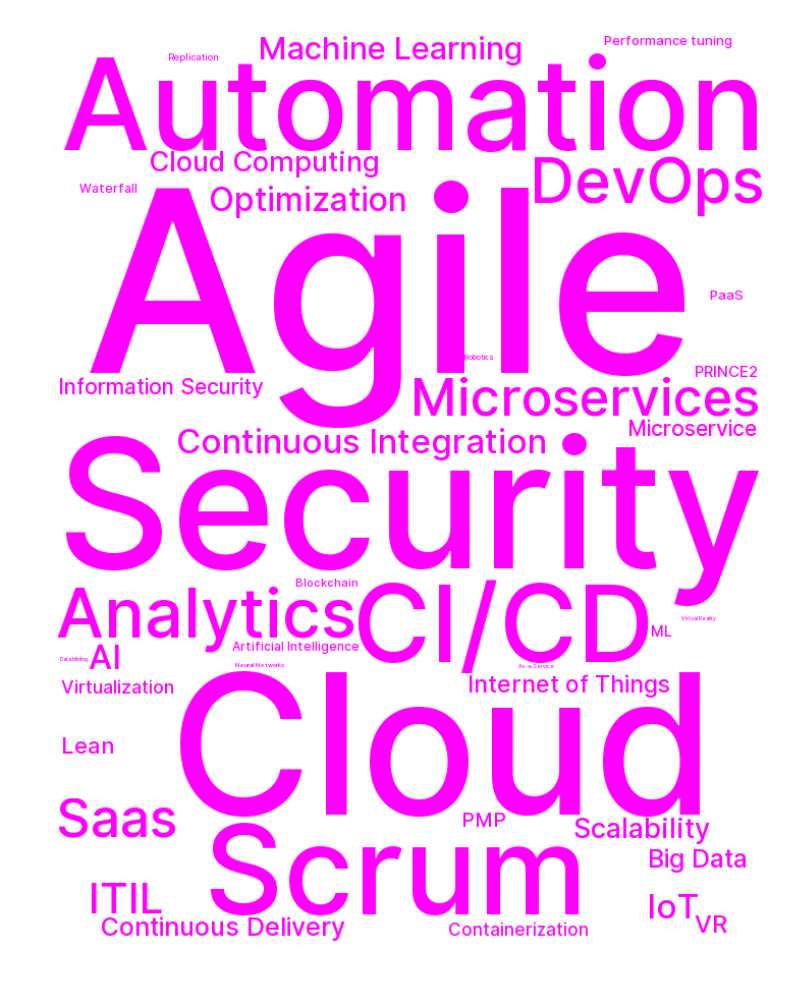 Machine Learning
Performance tuning
Replication
Automation
Cloud Computing
DevOps
Waterfall
Optimization
Agile
PaaS
Robotics
PRINCE2
Information Security
Microservices
Microservice
Continuous Integration
Security
Blockchain
Analytics
CI/CD
VirtualRealty
ML
Artificial Intelligence
AI
DataMining
Neural Networks
As-a-Service
Virtualization
Internet of Things
Cloud
Lean
Saas
PMP
Scalability
Scrum
Big Data
ITIL
IoT
VR
Continuous Delivery
Containerization